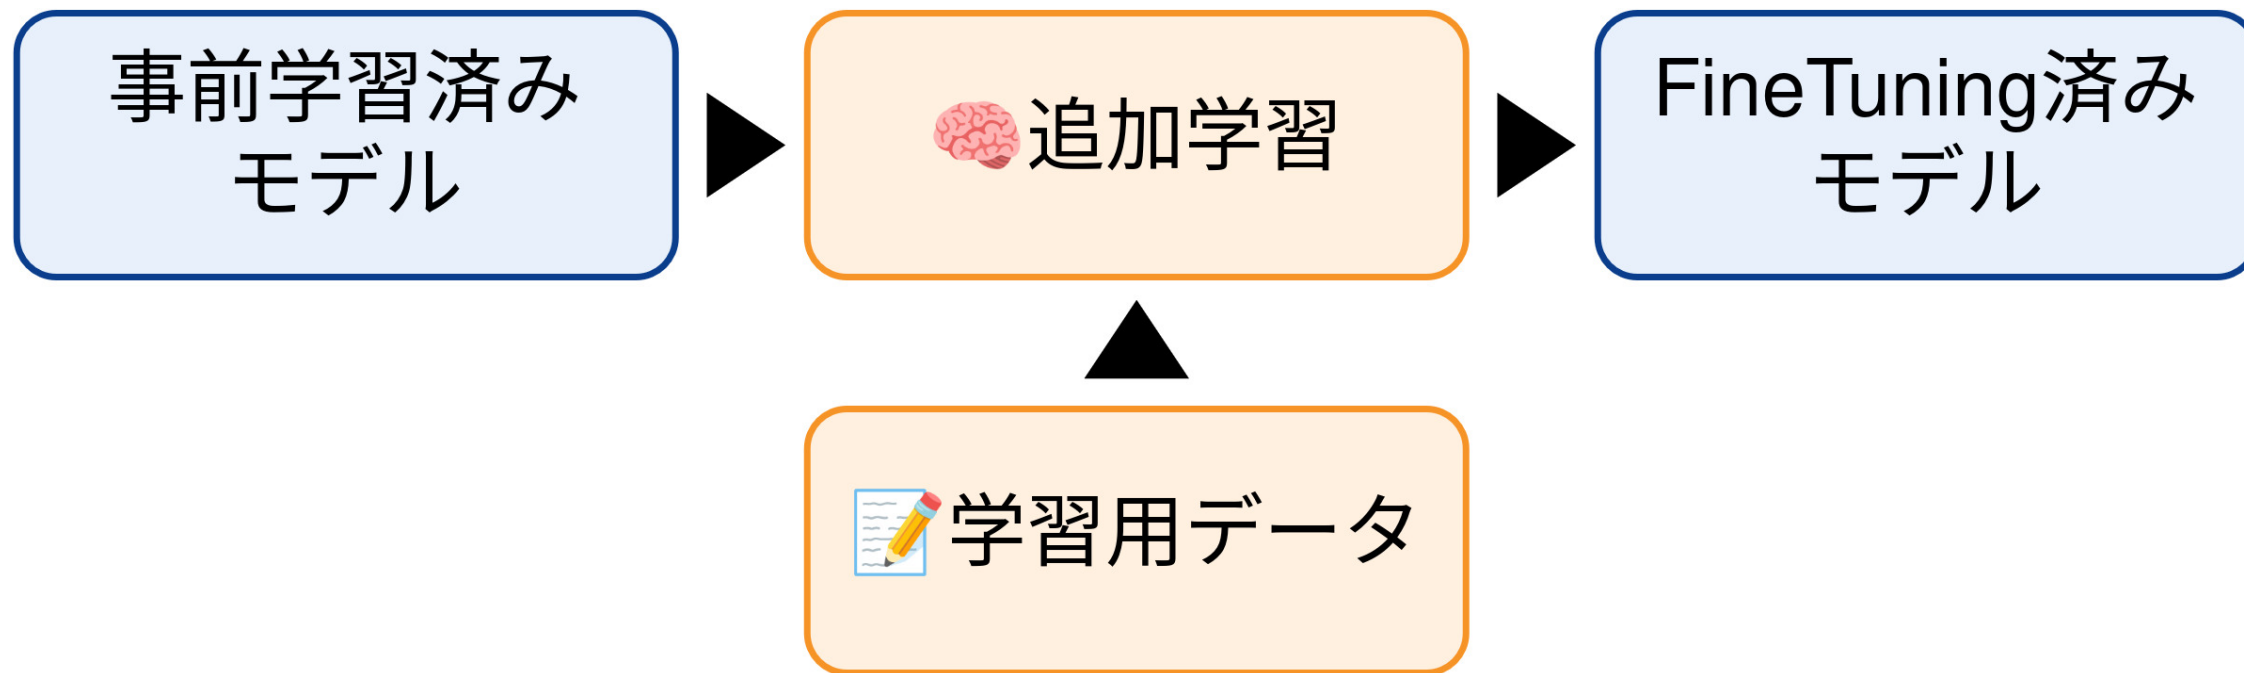 事前学習済み
モデル
🧠追加学習
FineTuning済み
モデル
📝学習用データ